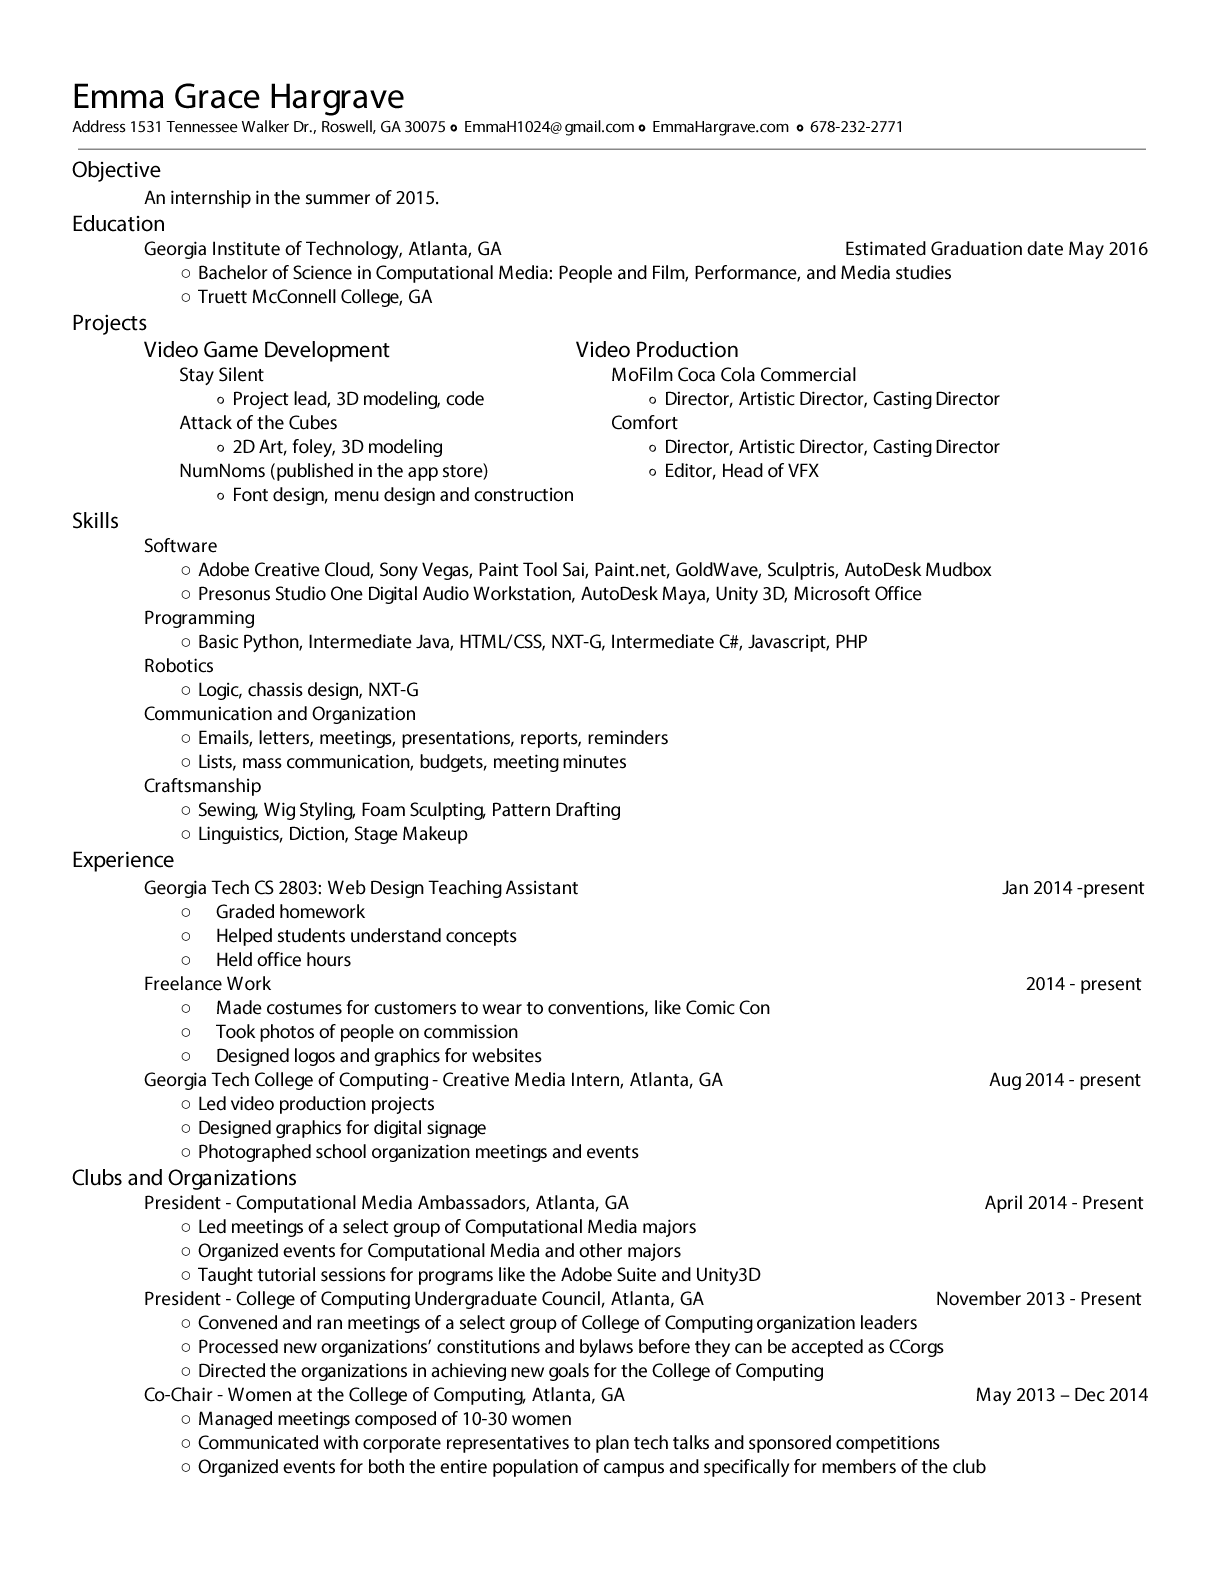 Emma Grace Hargrave
Address 1531 Tennessee Walker Dr., Roswell, GA 30075 ⚬ EmmaH1024@gmail.com ⚬ EmmaHargrave.com ⚬ 678-232-2771
Objective
An internship in the summer of 2015.
Education
Georgia Institute of Technology, Atlanta, GA Estimated Graduation date May 2016
○ Bachelor of Science in Computational Media: People and Film, Performance, and Media studies
○ Truett McConnell College, GA
Projects
Video Game Development
Stay Silent
○ Project lead, 3D modeling, code
Attack of the Cubes
○ 2D Art, foley, 3D modeling
NumNoms (published in the app store)
○ Font design, menu design and construction
Video Production
MoFilm Coca Cola Commercial
○ Director, Artistic Director, Casting Director
Comfort
○ Director, Artistic Director, Casting Director
○ Editor, Head of VFX
Skills
Software
○ Adobe Creative Cloud, Sony Vegas, Paint Tool Sai, Paint.net, GoldWave, Sculptris, AutoDesk Mudbox
○ Presonus Studio One Digital Audio Workstation, AutoDesk Maya, Unity 3D, Microsoft Office
Programming
○ Basic Python, Intermediate Java, HTML/CSS, NXT-G, Intermediate C#, Javascript, PHP
Robotics
○ Logic, chassis design, NXT-G
Communication and Organization
○ Emails, letters, meetings, presentations, reports, reminders
○ Lists, mass communication, budgets, meeting minutes
Craftsmanship
○ Sewing, Wig Styling, Foam Sculpting, Pattern Drafting
○ Linguistics, Diction, Stage Makeup
Experience
Georgia Tech CS 2803: Web Design Teaching Assistant Jan 2014 -present
○ Graded homework
○ Helped students understand concepts
○ Held office hours
Freelance Work 2014 - present
○ Made costumes for customers to wear to conventions, like Comic Con
○ Took photos of people on commission
○ Designed logos and graphics for websites
Georgia Tech College of Computing - Creative Media Intern, Atlanta, GA Aug 2014 - present
○ Led video production projects
○ Designed graphics for digital signage
○ Photographed school organization meetings and events
Clubs and Organizations
President - Computational Media Ambassadors, Atlanta, GA April 2014 - Present
○ Led meetings of a select group of Computational Media majors
○ Organized events for Computational Media and other majors
○ Taught tutorial sessions for programs like the Adobe Suite and Unity3D
President - College of Computing Undergraduate Council, Atlanta, GA November 2013 - Present
○ Convened and ran meetings of a select group of College of Computing organization leaders
○ Processed new organizations’ constitutions and bylaws before they can be accepted as CCorgs
○ Directed the organizations in achieving new goals for the College of Computing
Co-Chair - Women at the College of Computing, Atlanta, GA May 2013 – Dec 2014
○ Managed meetings composed of 10-30 women
○ Communicated with corporate representatives to plan tech talks and sponsored competitions
○ Organized events for both the entire population of campus and specifically for members of the club